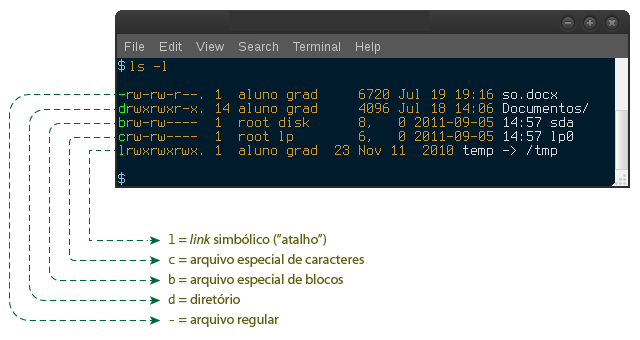 File Edit View Search Terminal Help
$ ls -l
-rw-rw-r--. 1 aluno grad 6720 Jul 19 19:16 so.docx
drwxrwxr-x. 14 aluno grad 4096 Jul 18 14:06 Documentos/
brw-rw---- 1 root disk 8, 0 2011-09-05 14:57 sda
crw-rw---- 1 root lp 6, 0 2011-09-05 14:57 lp0
lrwxrwxrwx. 1 aluno grad 23 Nov 11 2010 temp -> /tmp
$
l = link simbólico ("atalho")
c = arquivo especial de caracteres
b = arquivo especial de blocos
d = diretório
- = arquivo regular